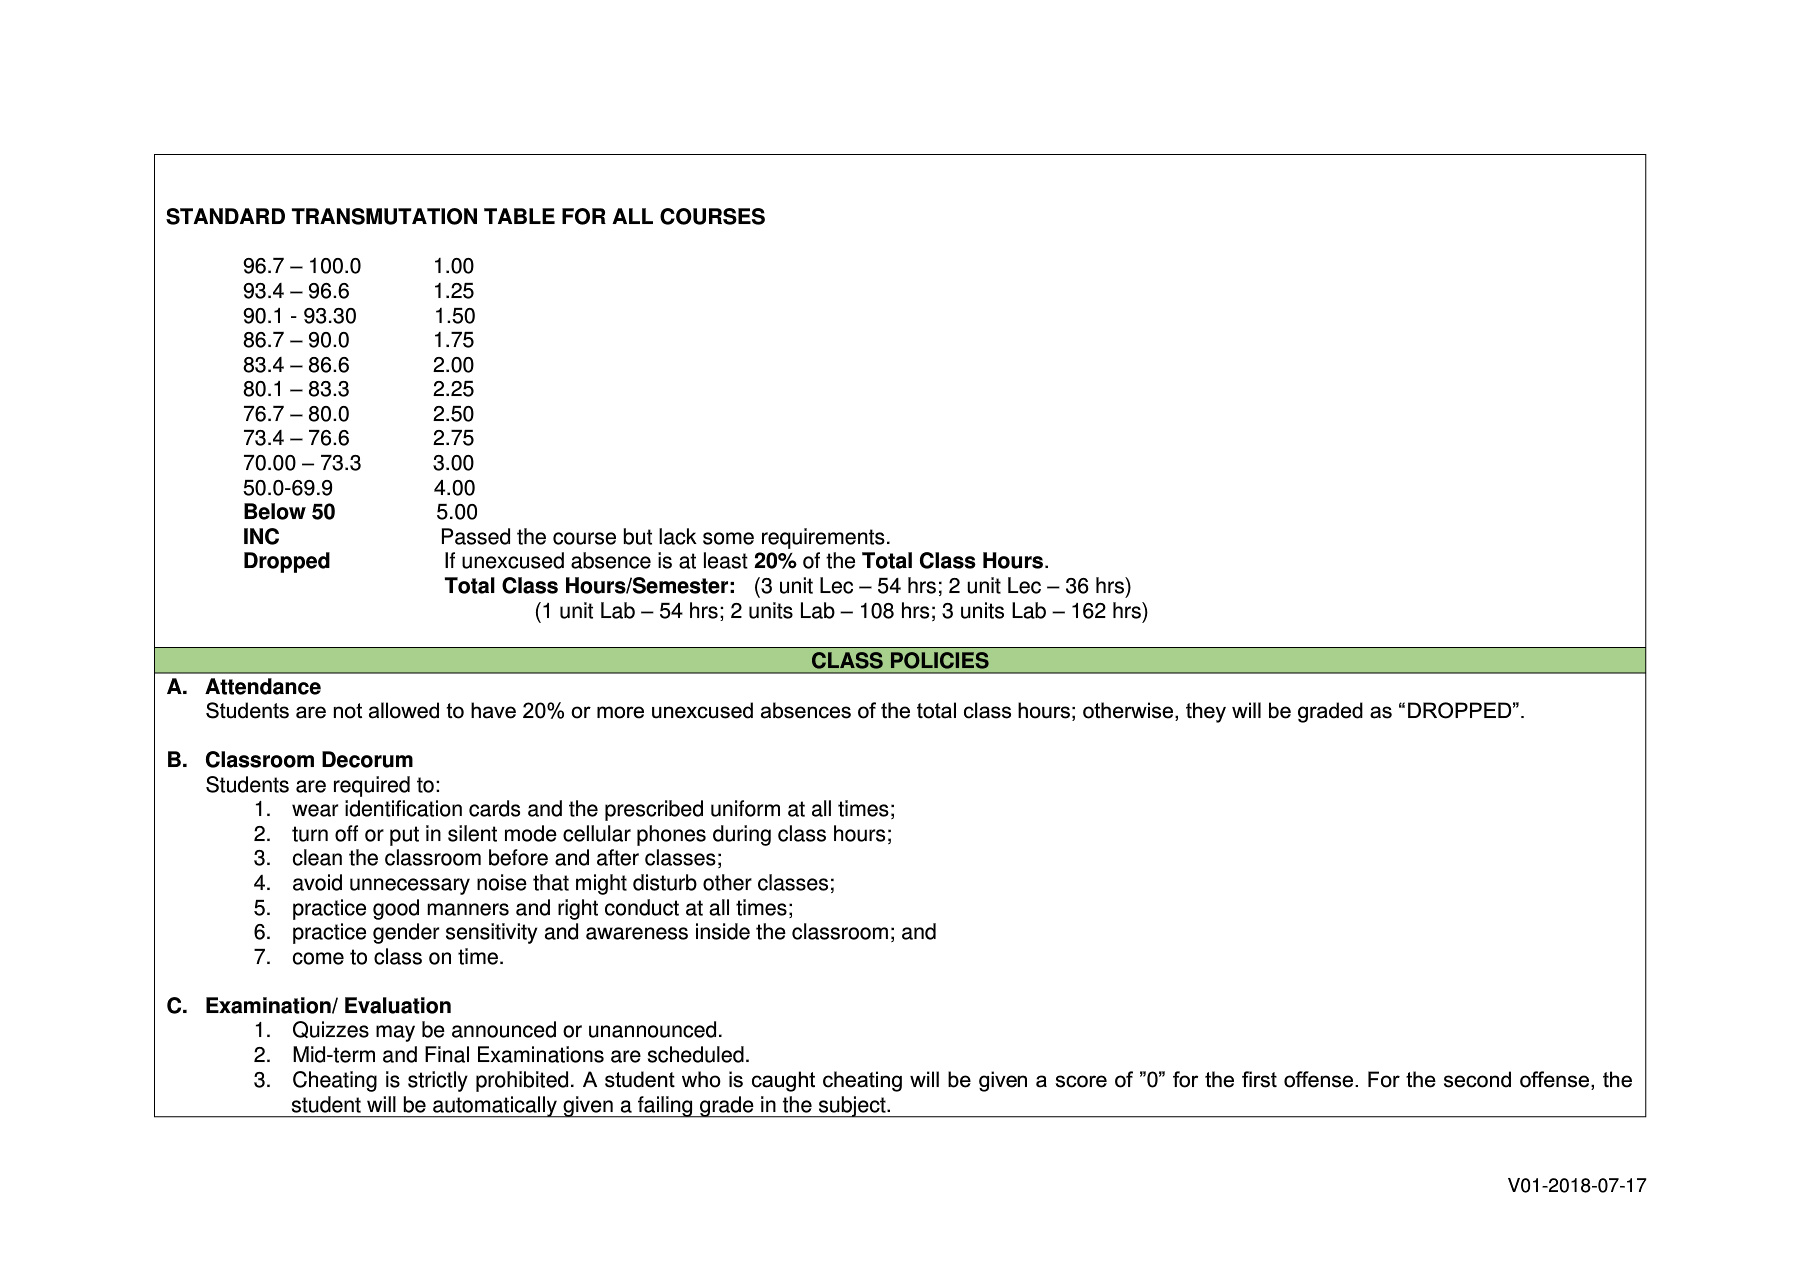 STANDARD TRANSMUTATION TABLE FOR ALL COURSES
96.7 – 100.0 1.00
93.4 – 96.6 1.25
90.1 - 93.30 1.50
86.7 – 90.0 1.75
83.4 – 86.6 2.00
80.1 – 83.3 2.25
76.7 – 80.0 2.50
73.4 – 76.6 2.75
70.00 – 73.3 3.00
50.0-69.9 4.00
Below 50 5.00
INC Passed the course but lack some requirements.
Dropped If unexcused absence is at least 20% of the Total Class Hours.
Total Class Hours/Semester: (3 unit Lec – 54 hrs; 2 unit Lec – 36 hrs)
(1 unit Lab – 54 hrs; 2 units Lab – 108 hrs; 3 units Lab – 162 hrs)
CLASS POLICIES
A. Attendance
Students are not allowed to have 20% or more unexcused absences of the total class hours; otherwise, they will be graded as “DROPPED”.
B. Classroom Decorum
Students are required to:
1. wear identification cards and the prescribed uniform at all times;
2. turn off or put in silent mode cellular phones during class hours;
3. clean the classroom before and after classes;
4. avoid unnecessary noise that might disturb other classes;
5. practice good manners and right conduct at all times;
6. practice gender sensitivity and awareness inside the classroom; and
7. come to class on time.
C. Examination/ Evaluation
1. Quizzes may be announced or unannounced.
2. Mid-term and Final Examinations are scheduled.
3. Cheating is strictly prohibited. A student who is caught cheating will be given a score of ”0” for the first offense. For the second offense, the
student will be automatically given a failing grade in the subject.
V01-2018-07-17